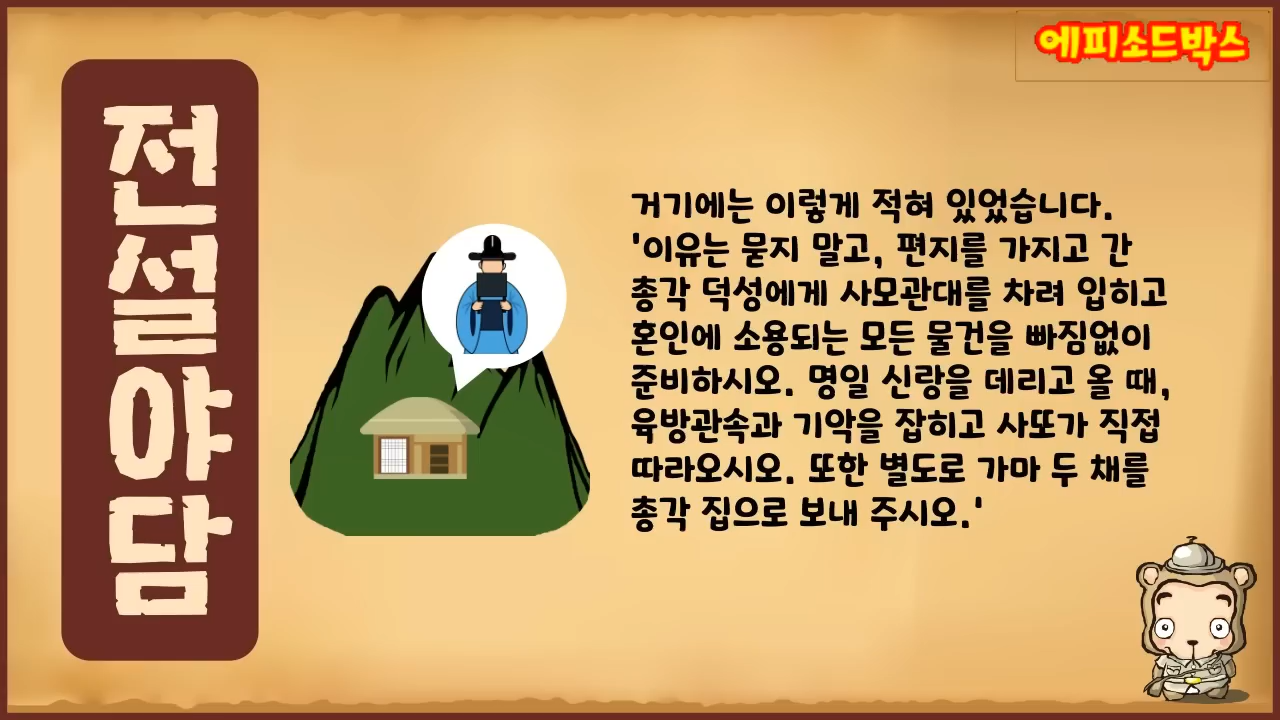 에피소드박스
전설야담
거기에는 이렇게 적혀 있었습니다.
'이유는 묻지 말고, 편지를 가지고 간
총각 덕성에게 사모관대를 차려 입히고
혼인에 소용되는 모든 물건을 빠짐없이
준비하시오. 명일 신랑을 데리고 올 때,
육방관속과 기악을 잡히고 사또가 직접
따라오시오. 또한 별도로 가마 두 채를
총각 집으로 보내 주시오.'